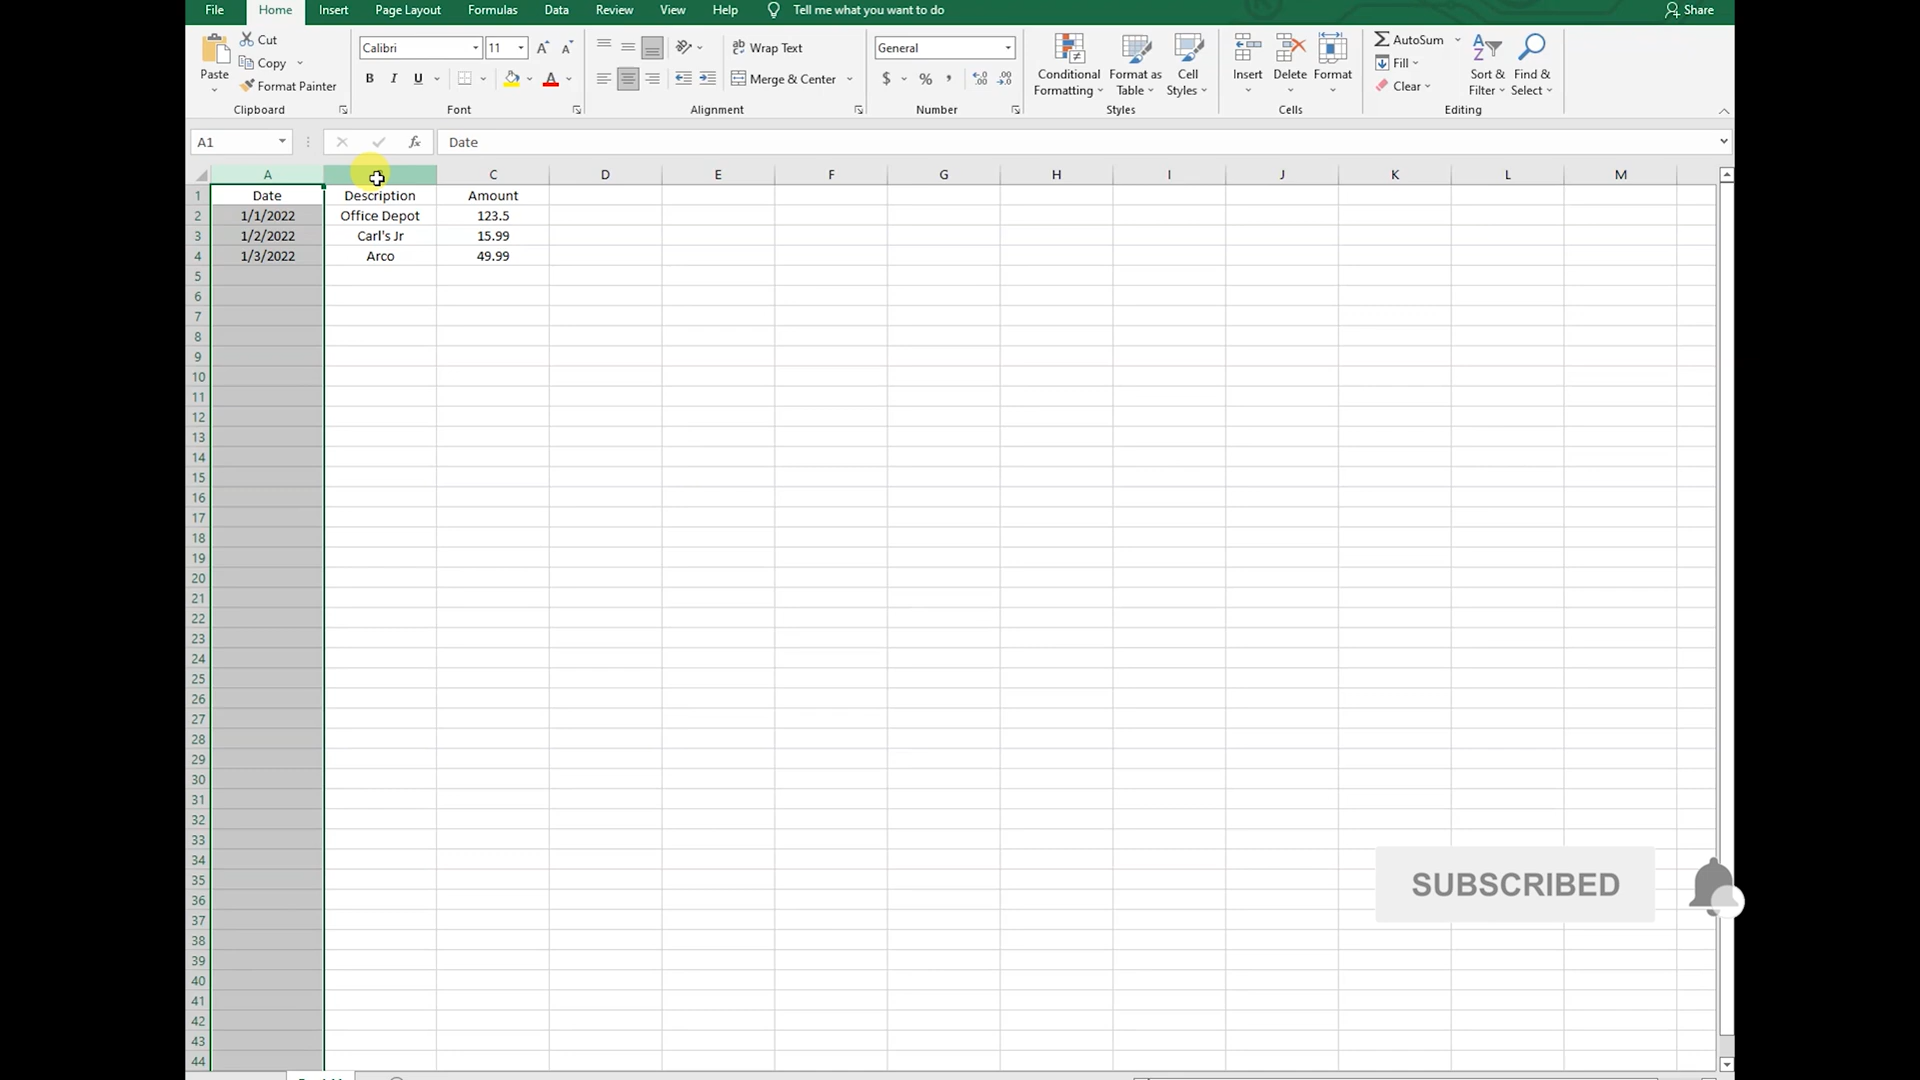 File Home Insert Page Layout Formulas Data Review View Help Tell me what you want to do Share
Paste Cut Copy Format Painter Clipboard
Calibri 11 B I U A Font
ab Wrap Text Merge & Center Alignment
General $ % , Number
Conditional Formatting Format as Table Cell Styles Styles
Insert Delete Format Cells
AutoSum Fill Clear Sort & Filter Find & Select Editing
A1 fx Date
A C D E F G H I J K L M
1 Date Description Amount
2 1/1/2022 Office Depot 123.5
3 1/2/2022 Carl's Jr 15.99
4 1/3/2022 Arco 49.99
5
6
7
8
9
10
11
12
13
14
15
16
17
18
19
20
21
22
23
24
25
26
27
28
29
30
31
32
33
34
35
36
37
38
39
40
41
42
43
44
SUBSCRIBED